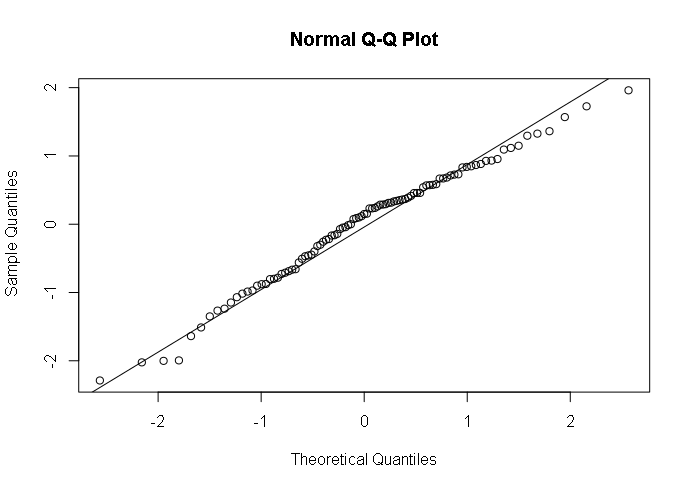 Normal Q-Q Plot
Sample Quantiles
2
1
0
-1
-2
-2 -1 0 1 2
Theoretical Quantiles